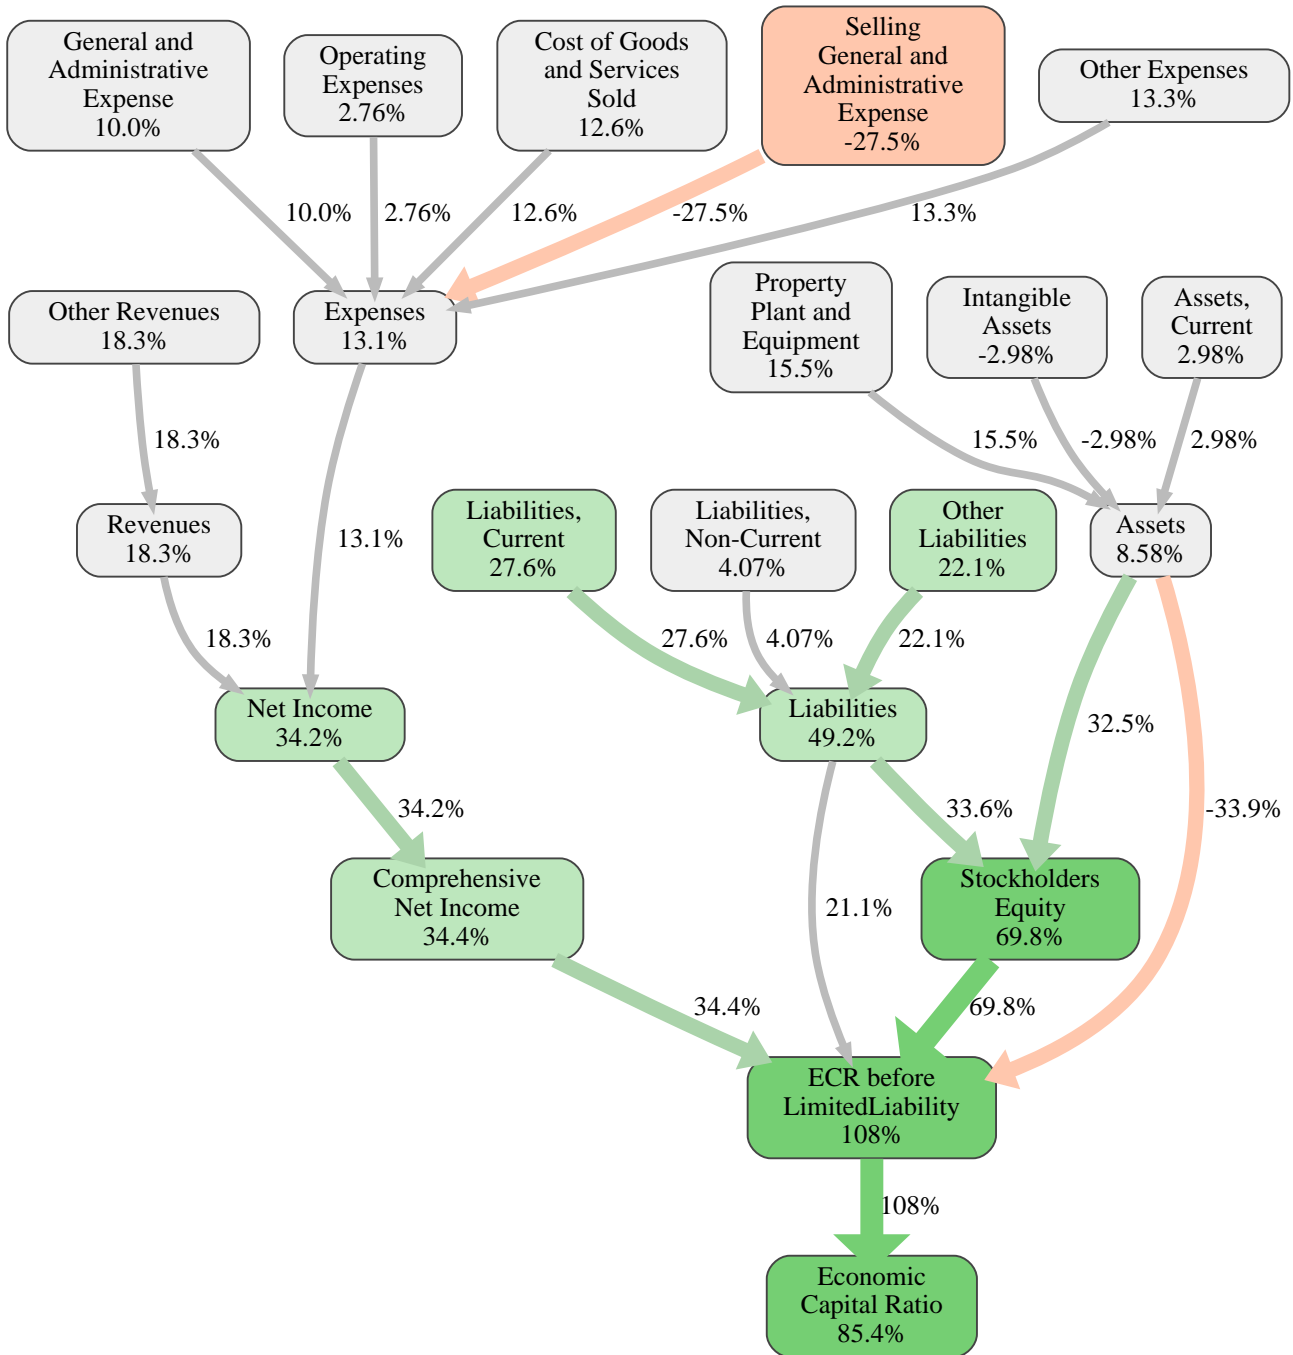 General and
Administrative
Expense
10.0%
Operating
Expenses
2.76%
Cost of Goods
and Services
Sold
12.6%
Selling
General and
Administrative
Expense
-27.5%
Other Expenses
13.3%
10.0%
2.76%
12.6%
-27.5%
13.3%
Other Revenues
18.3%
Expenses
13.1%
Property
Plant and
Equipment
15.5%
Intangible
Assets
-2.98%
Assets,
Current
2.98%
18.3%
15.5%
-2.98%
2.98%
Revenues
18.3%
13.1%
Liabilities,
Current
27.6%
Liabilities,
Non-Current
4.07%
Other
Liabilities
22.1%
Assets
8.58%
18.3%
27.6%
4.07%
22.1%
Net Income
34.2%
Liabilities
49.2%
32.5%
34.2%
33.6%
-33.9%
Comprehensive
Net Income
34.4%
21.1%
Stockholders
Equity
69.8%
34.4%
69.8%
ECR before
LimitedLiability
108%
108%
Economic
Capital Ratio
85.4%